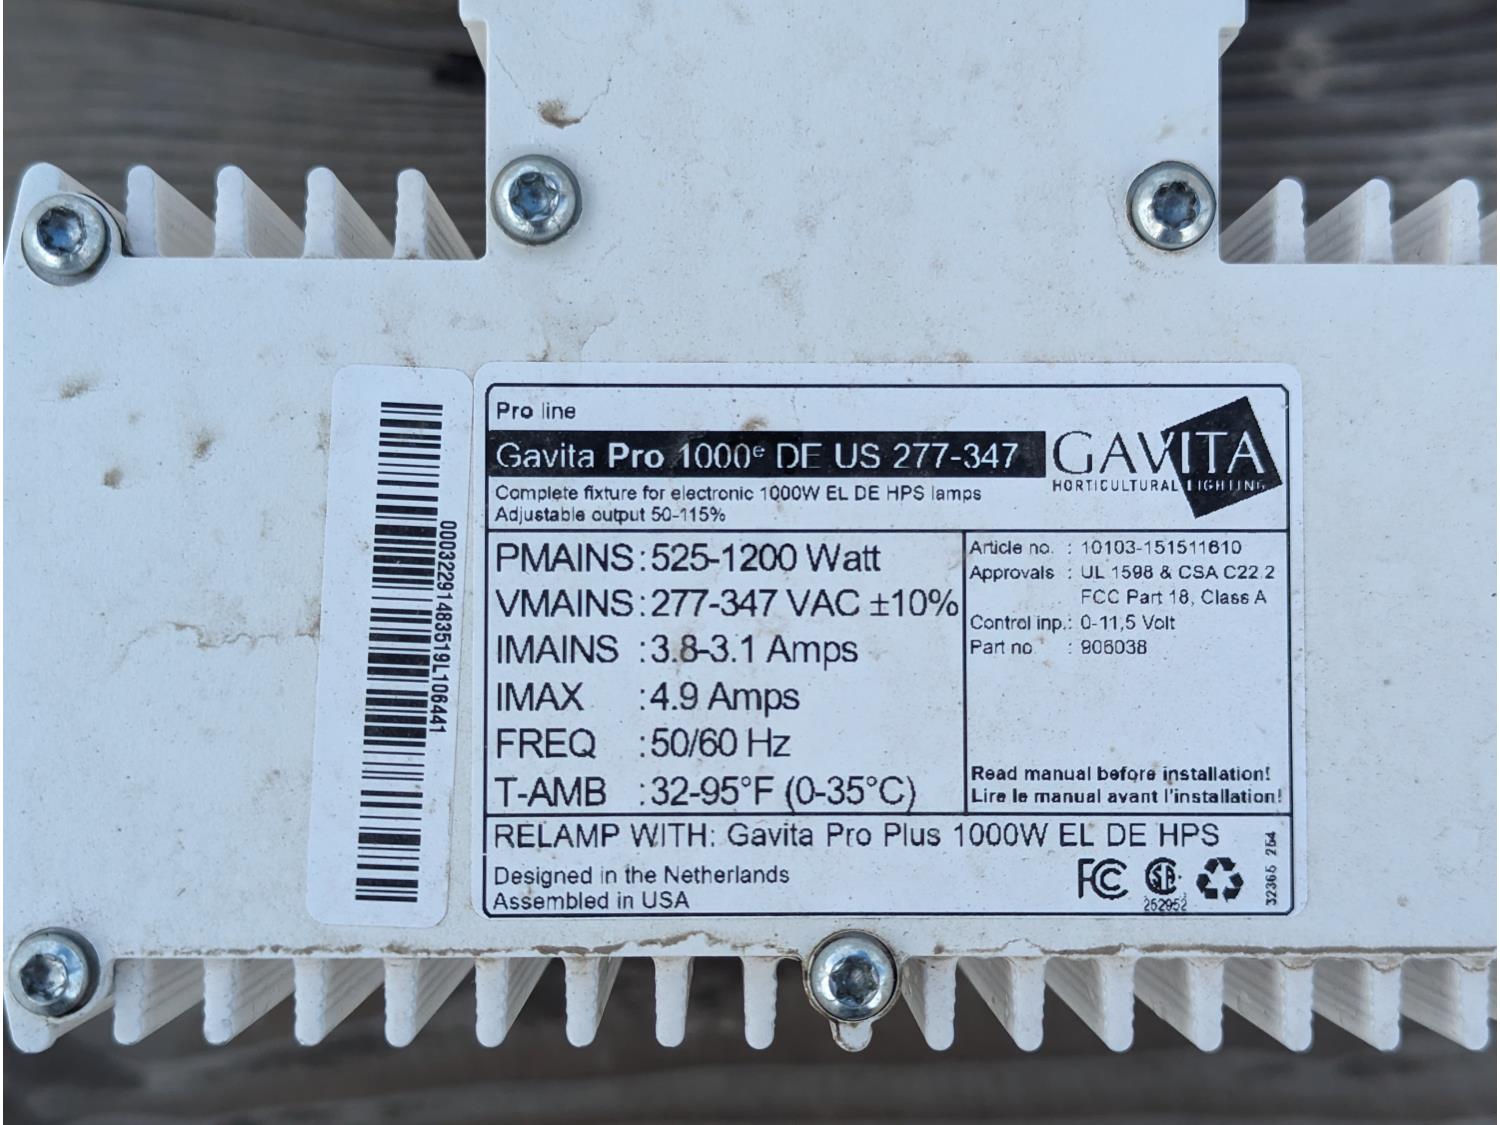 Pro line
Gavita Pro 1000e DE US 277-347
GAVITA
HORTICULTURAL LIGHTING
Complete fixture for electronic 1000W EL DE HPS lamps
Adjustable output 50-115%
PMAINS : 525-1200 Watt
VMAINS : 277-347 VAC ±10%
IMAINS : 3.8-3.1 Amps
IMAX : 4.9 Amps
FREQ : 50/60 Hz
T-AMB : 32-95°F (0-35°C)
Article no. : 10103-151511610
Approvals : UL 1598 & CSA C22.2
FCC Part 18, Class A
Control inp.: 0-11,5 Volt
Part no. : 906038
Read manual before installation!
Lire le manual avant l'installation!
RELAMP WITH: Gavita Pro Plus 1000W EL DE HPS
Designed in the Netherlands
Assembled in USA
FC
SA
252952
32365 254
00032291483519L106441